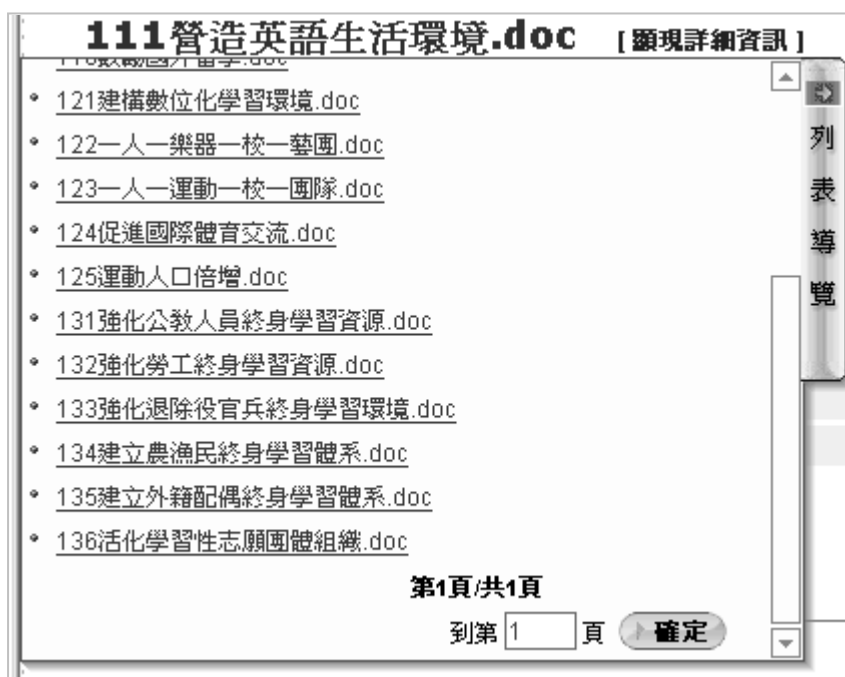 111營造英語生活環境.doc [ 顯現詳細資訊 ]
121建構數位化學習環境.doc
122一人一樂器一校一藝團.doc
123一人一運動一校一團隊.doc
124促進國際體育交流.doc
125運動人口倍增.doc
131強化公教人員終身學習資源.doc
132強化勞工終身學習資源.doc
133強化退除役官兵終身學習環境.doc
134建立農漁民終身學習體系.doc
135建立外籍配偶終身學習體系.doc
136活化學習性志願團體組織.doc
第1頁/共1頁
到第 1 頁 確定
列表導覽